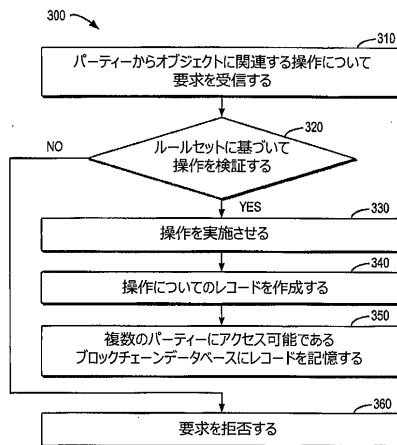 300
310
パーティーからオブジェクトに関連する操作について
要求を受信する
320
ルールセットに基づいて
操作を検証する
NO
YES
330
操作を実施させる
340
操作についてのレコードを作成する
350
複数のパーティーにアクセス可能である
ブロックチェーンデータベースにレコードを記憶する
360
要求を拒否する